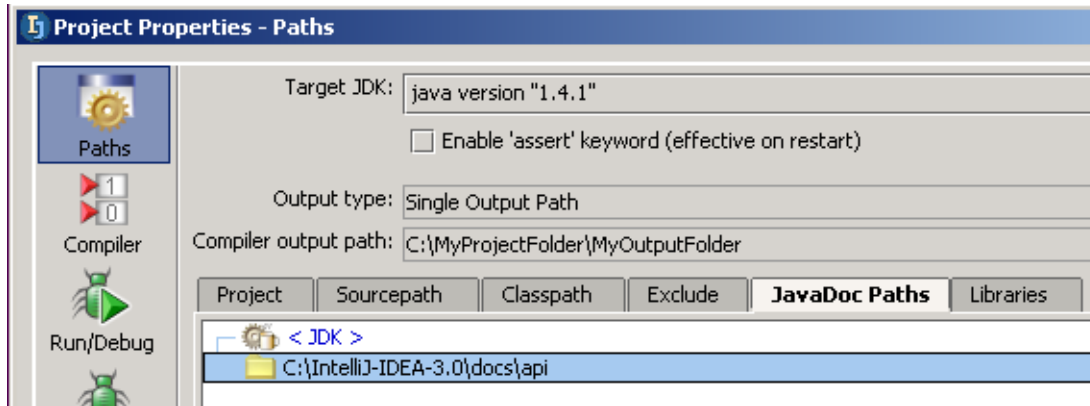 Project Properties - Paths
Target JDK: java version "1.4.1"
Enable 'assert' keyword (effective on restart)
Paths
1
0
Compiler
Output type: Single Output Path
Compiler output path: C:\MyProjectFolder\MyOutputFolder
Project Sourcepath Classpath Exclude JavaDoc Paths Libraries
Run/Debug
< JDK >
C:\IntelliJ-IDEA-3.0\docs\api